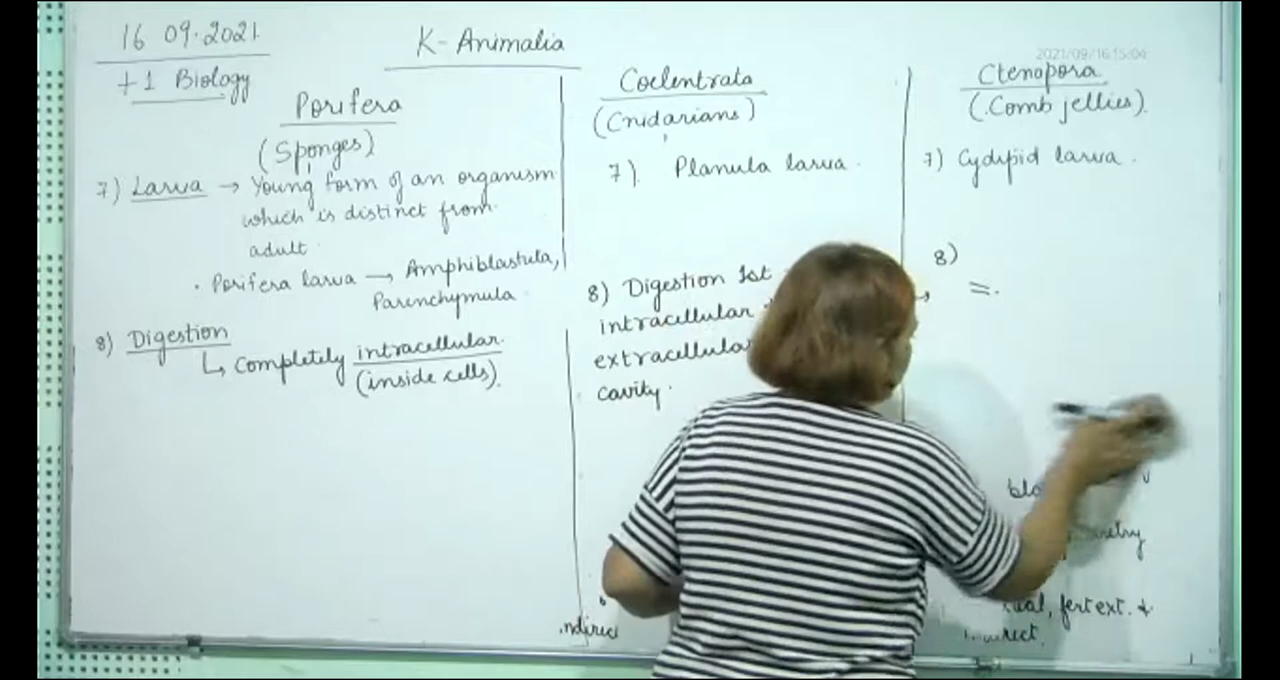 16 09.2021
+1 Biology
K- Animalia
2021/09/16 15:04
Porifera
(Sponges)
7) Larva → Young form of an organism
which is distinct from
adult
. Porifera larva → Amphiblastula,
Parenchymula
8) Digestion
↳ Completely intracellular
(inside cells).
Coelentrata
(Cnidarians)
7). Planula larva.
8) Digestion 1st
intracellular
extracellular
cavity.
Ctenopora
(Comb jellies).
7) Cydipid larva.
8)
→ =.
fert ext. &